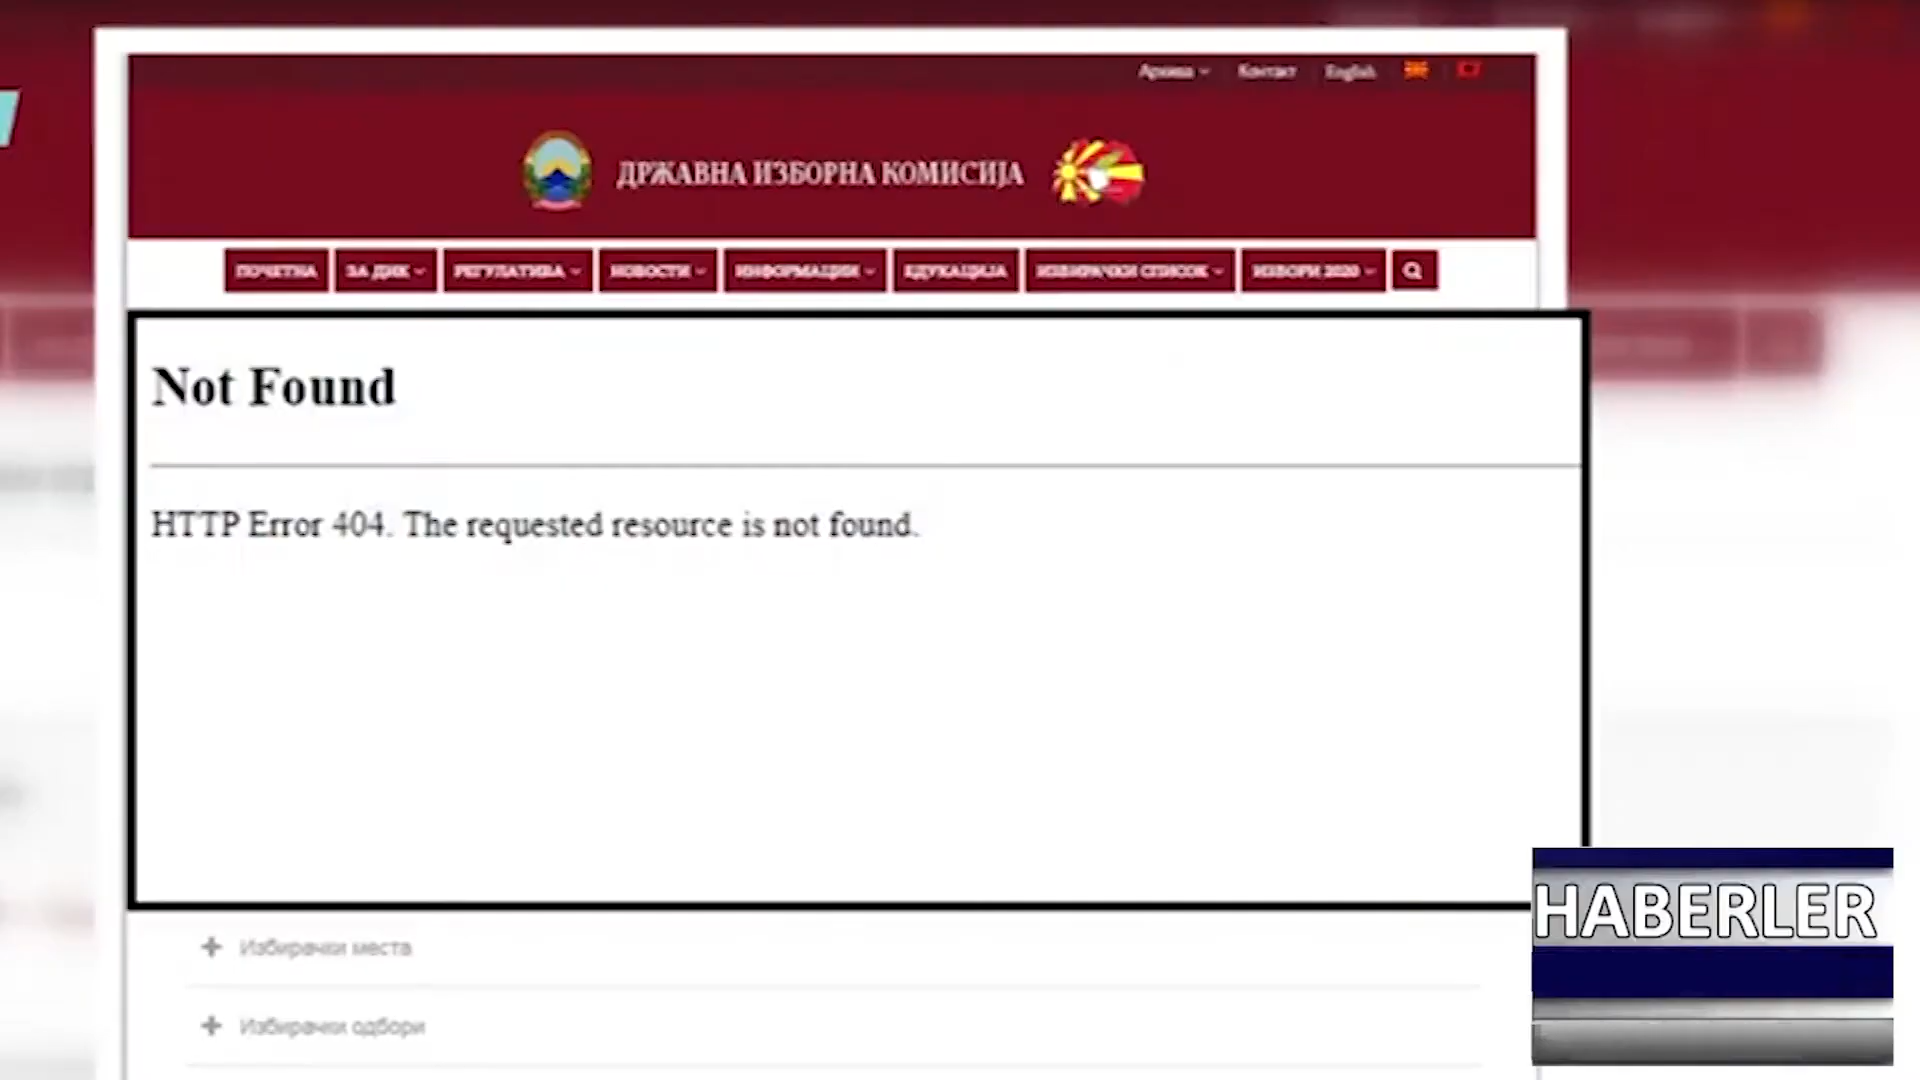 Архива Контакт English
ДРЖАВНА ИЗБОРНА КОМИСИЈА
ПОЧЕТНА ЗА ДИК РЕГУЛАТИВА НОВОСТИ ИНФОРМАЦИИ ЕДУКАЦИЈА ИЗБИРАЧКИ СПИСОК ИЗБОРИ 2020
Not Found
HTTP Error 404. The requested resource is not found.
Избирачки места
Избирачки одбори
HABERLER